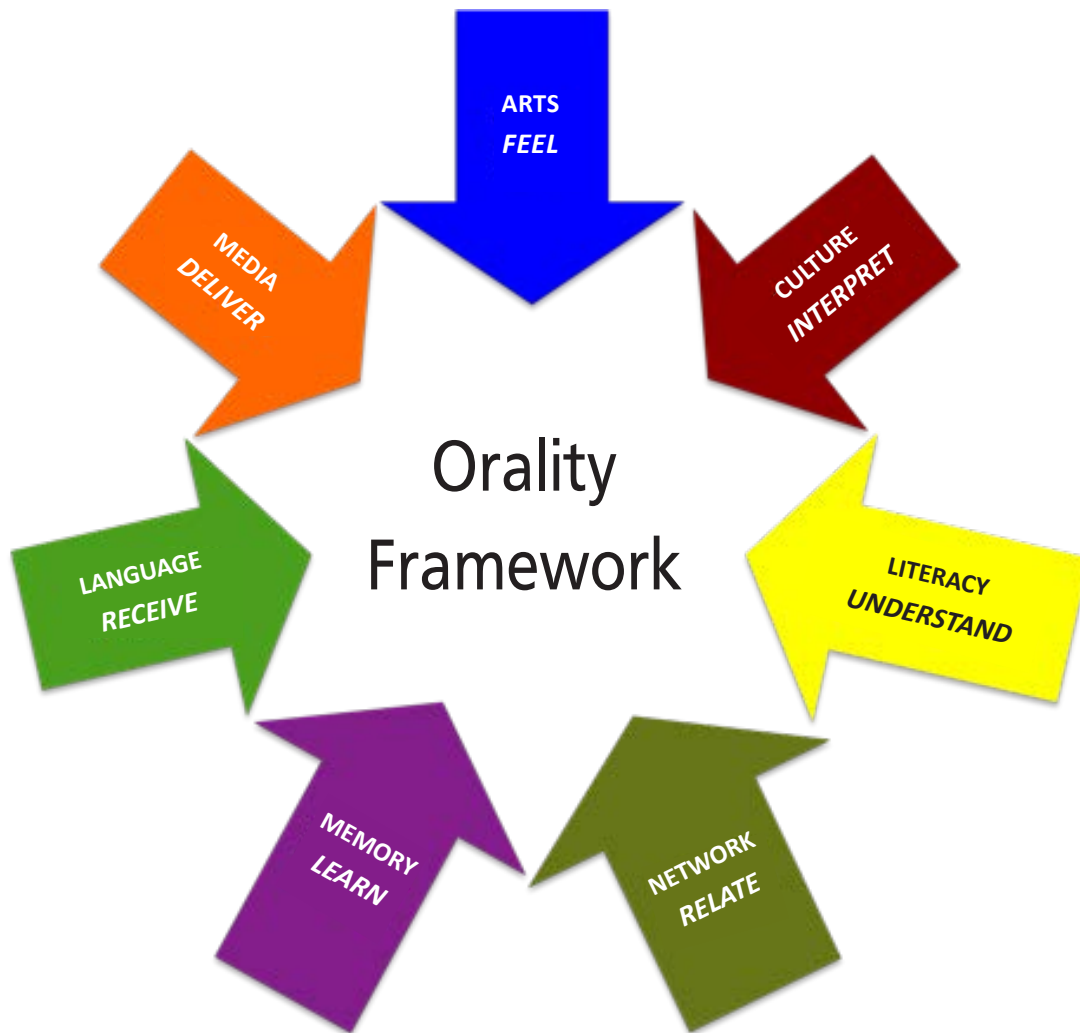 ARTS
FEEL
CULTURE
INTERPRET
LITERACY
UNDERSTAND
NETWORK
RELATE
MEMORY
LEARN
LANGUAGE
RECEIVE
MEDIA
DELIVER
Orality
Framework